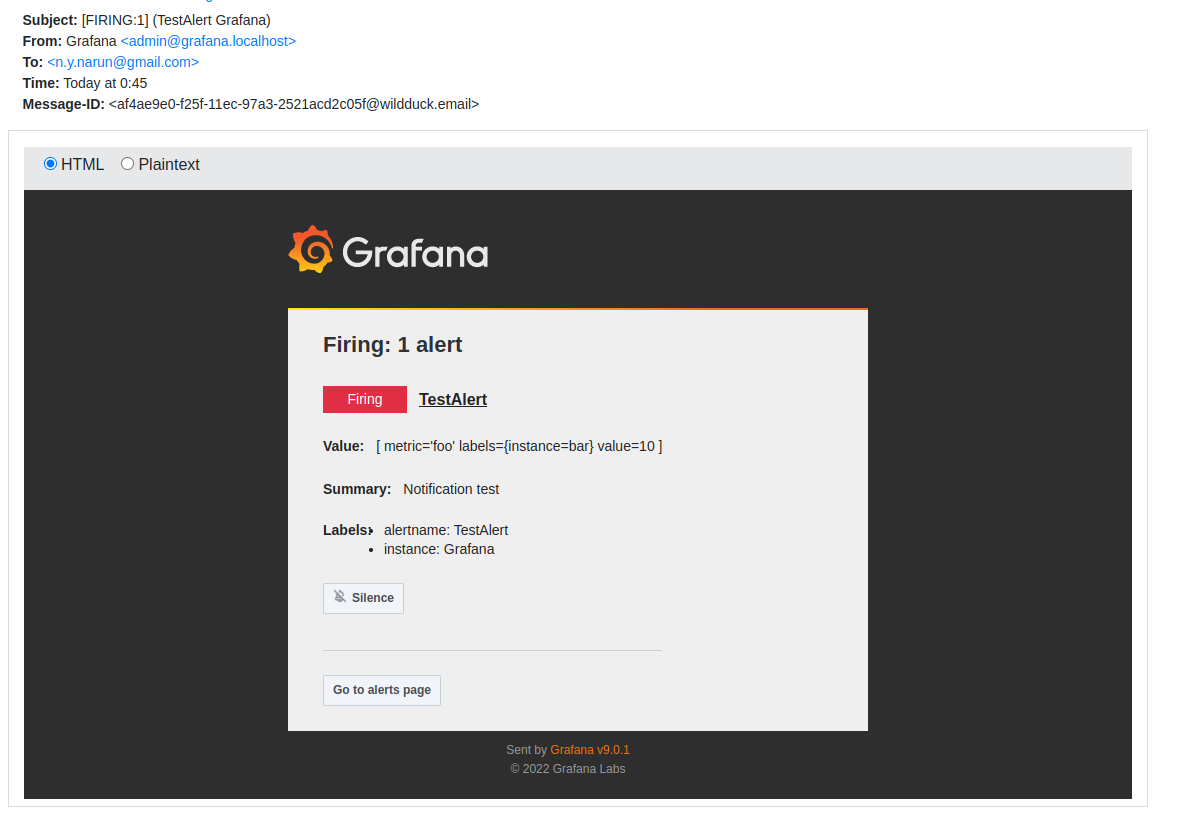 Subject: [FIRING:1] (TestAlert Grafana)
From: Grafana <admin@grafana.localhost>
To: <n.y.narun@gmail.com>
Time: Today at 0:45
Message-ID: <af4ae9e0-f25f-11ec-97a3-2521acd2c05f@wildduck.email>
HTML Plaintext
Grafana
Firing: 1 alert
Firing TestAlert
Value: [ metric='foo' labels={instance=bar} value=10 ]
Summary: Notification test
Labels: • alertname: TestAlert
• instance: Grafana
Silence
Go to alerts page
Sent by Grafana v9.0.1
© 2022 Grafana Labs